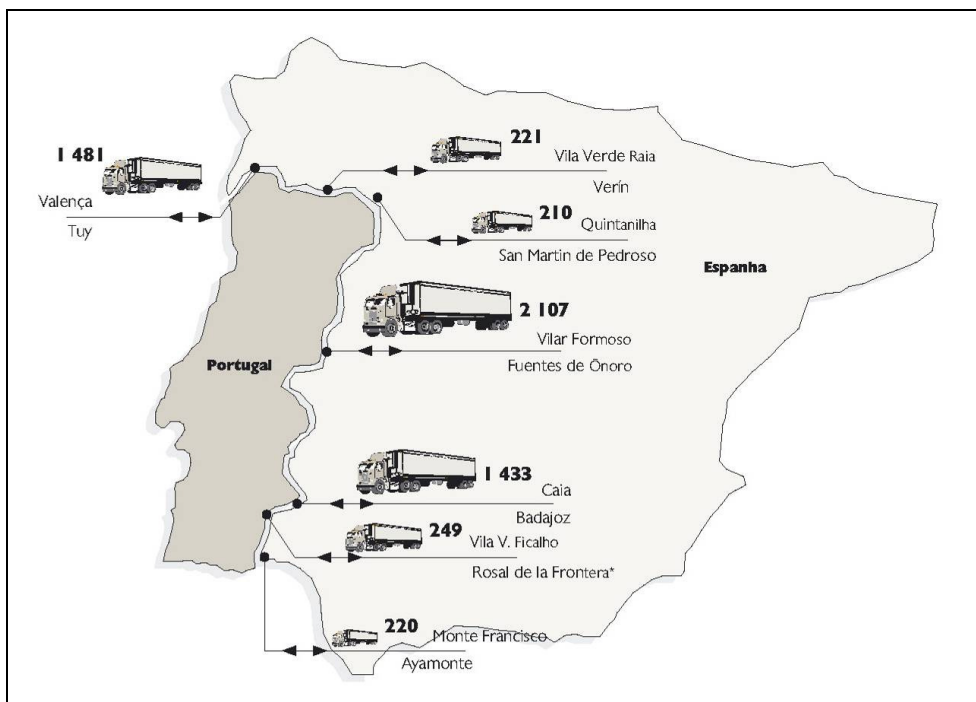 221
Vila Verde Raia
Verín
1 481
Valença
Tuy
210
Quintanilha
San Martin de Pedroso
Espanha
2 107
Vilar Formoso
Fuentes de Õnoro
Portugal
1 433
Caia
Badajoz
249
Vila V. Ficalho
Rosal de la Frontera*
220
Monte Francisco
Ayamonte